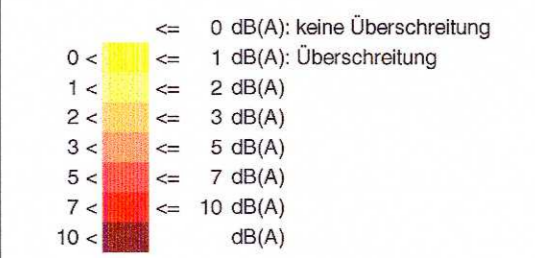 <= 0 dB(A): keine Überschreitung
0 < <= 1 dB(A): Überschreitung
1 < <= 2 dB(A)
2 < <= 3 dB(A)
3 < <= 5 dB(A)
5 < <= 7 dB(A)
7 < <= 10 dB(A)
10 < dB(A)